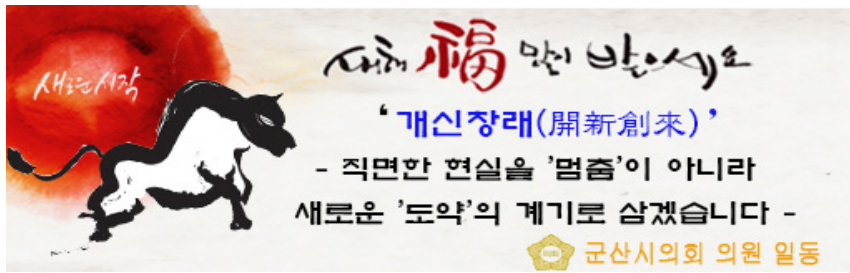 새해 福 많이 받으세요
새로운 시작
‘개신창래(開新創來)’
- 직면한 현실을 '멈춤'이 아니라
새로운 '도약'의 계기로 삼겠습니다 -
군산시의회 의원 일동